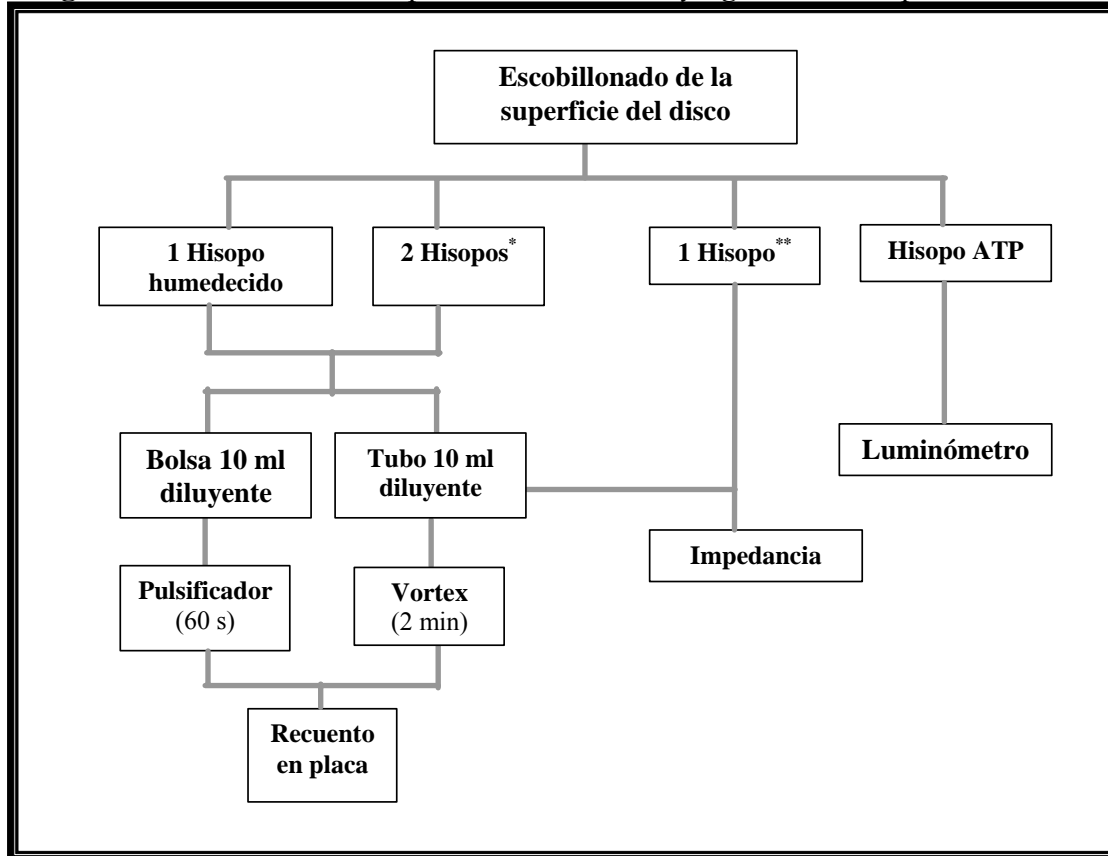 Escobillonado de la
superficie del disco
1 Hisopo
humedecido
2 Hisopos*
1 Hisopo**
Hisopo ATP
Bolsa 10 ml
diluyente
Tubo 10 ml
diluyente
Luminómetro
Impedancia
Pulsificador
(60 s)
Vortex
(2 min)
Recuento
en placa